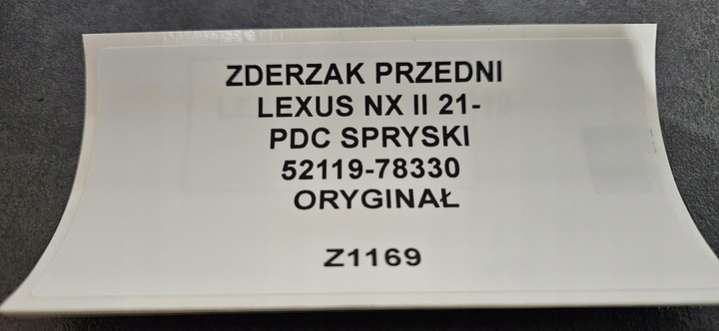 ZDERZAK PRZEDNI
LEXUS NX II 21-
PDC SPRYSKI
52119-78330
ORYGINAŁ
Z1169